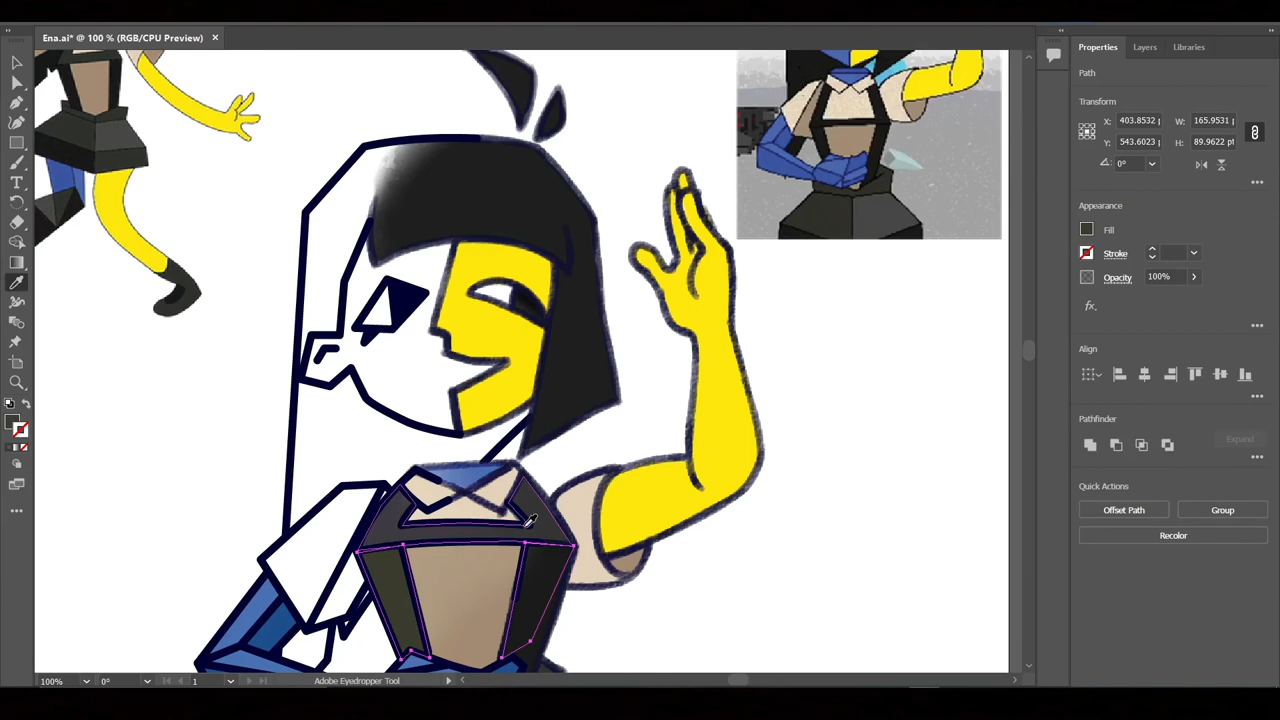 Ena.ai* @ 100 % (RGB/CPU Preview) ×
Properties Layers Libraries
Path
Transform
X: 403.8532 p W: 165.9531 p
Y: 543.6023 p H: 89.9622 pt
0°
Appearance
Fill
Stroke
Opacity 100%
fx
Align
Pathfinder
Expand
Quick Actions
Offset Path Group
Recolor
100% 0° 1 Adobe Eyedropper Tool